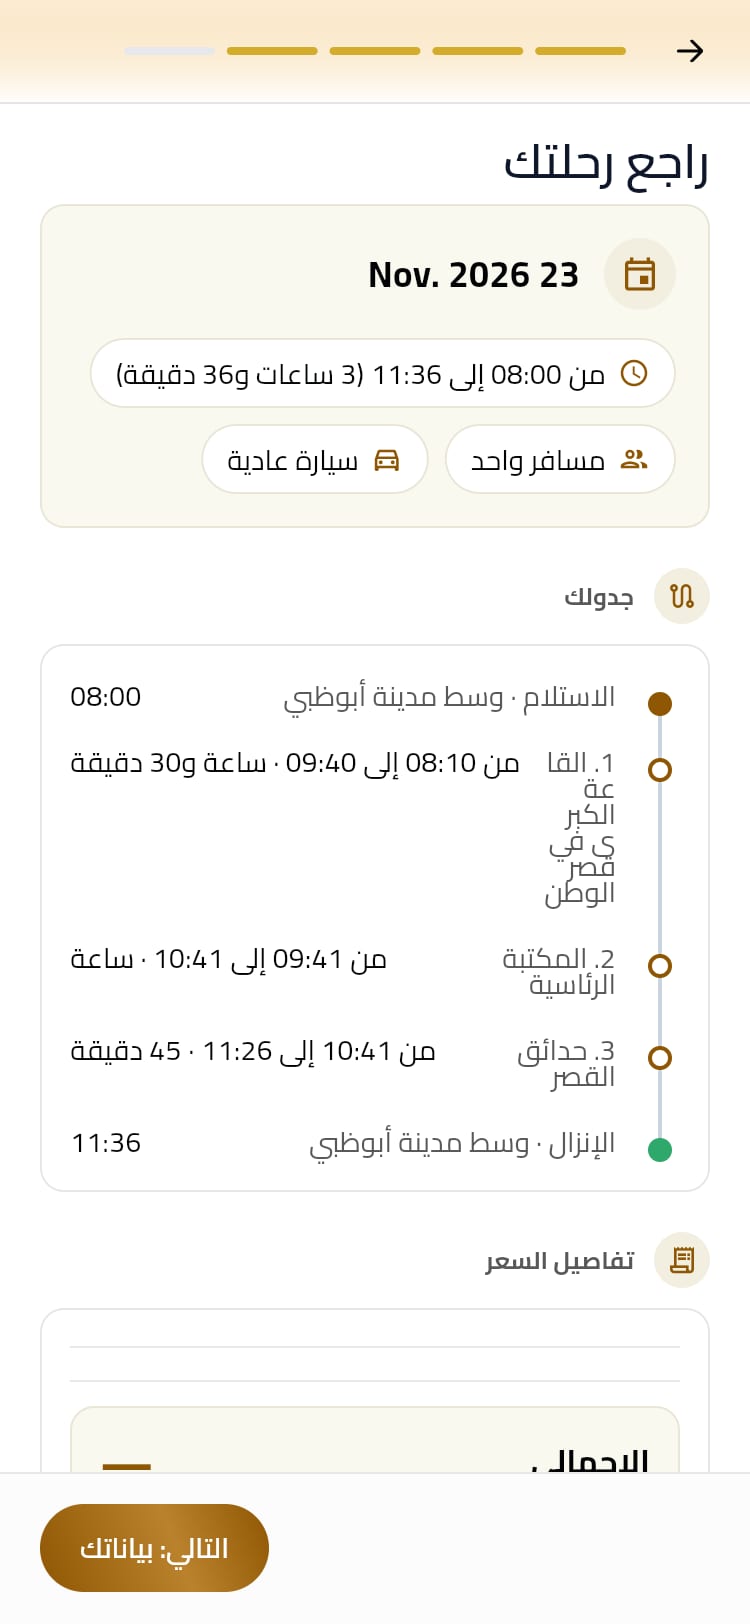 راجع رحلتك
23 Nov. 2026
من 08:00 إلى 11:36 (3 ساعات و36 دقيقة)
مسافر واحد
سيارة عادية
جدولك
الاستلام · وسط مدينة أبوظبي
08:00
1. القا
عة
الكبر
ى في
قصر
الوطن
من 08:10 إلى 09:40 · ساعة و30 دقيقة
2. المكتبة
الرئاسية
من 09:41 إلى 10:41 · ساعة
3. حدائق
القصر
من 10:41 إلى 11:26 · 45 دقيقة
الإنزال · وسط مدينة أبوظبي
11:36
تفاصيل السعر
الإجمالي
التالي: بياناتك